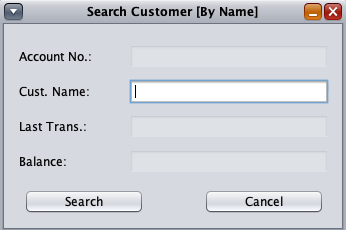 Search Customer [By Name]
Account No.:
Cust. Name:
Last Trans.:
Balance:
Search Cancel